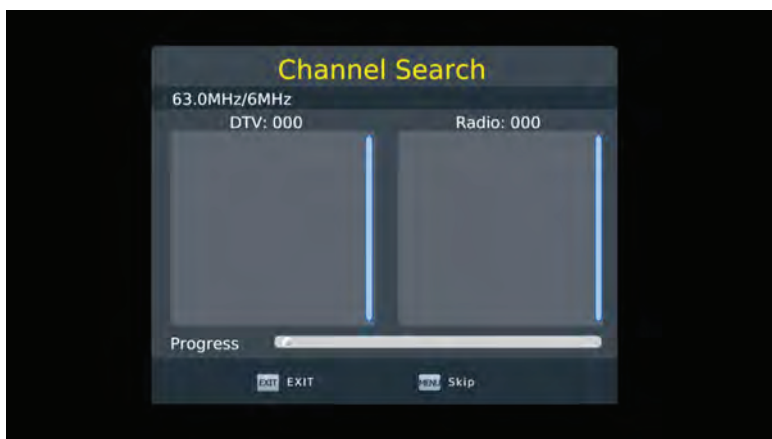 Channel Search
63.0MHz/6MHz
DTV: 000 Radio: 000
Progress
EXIT EXIT MENU Skip